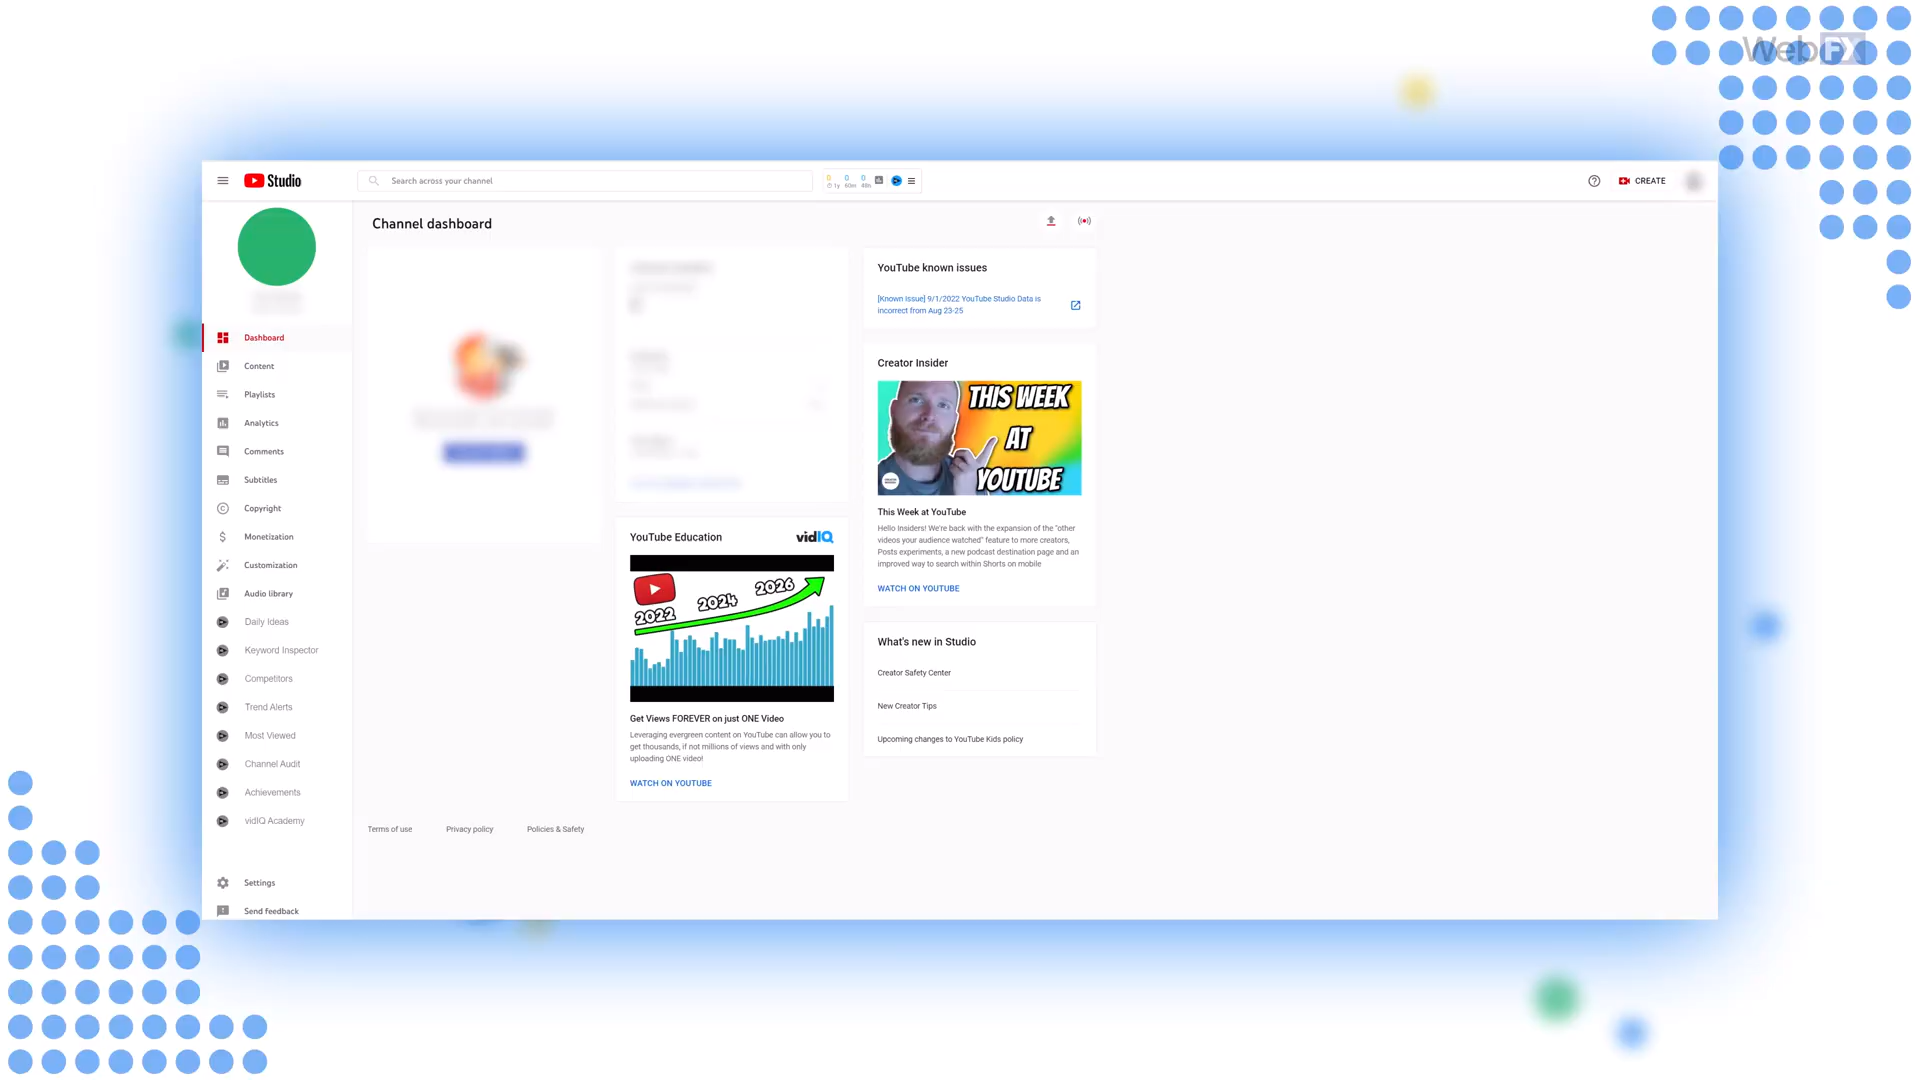 WebFX
Studio
Search across your channel
0 0 0
1y 60m 48h
CREATE
Channel dashboard
Dashboard
Content
Playlists
Analytics
Comments
Subtitles
Copyright
Monetization
Customization
Audio library
Daily Ideas
Keyword Inspector
Competitors
Trend Alerts
Most Viewed
Channel Audit
Achievements
vidIQ Academy
Settings
Send feedback
YouTube Education
vidIQ
2022 2024 2026
Get Views FOREVER on just ONE Video
Leveraging evergreen content on YouTube can allow you to
get thousands, if not millions of views and with only
uploading ONE video!
WATCH ON YOUTUBE
YouTube known issues
[Known Issue] 9/1/2022 YouTube Studio Data is
incorrect from Aug 23-25
Creator Insider
THIS WEEK
AT
YOUTUBE
This Week at YouTube
Hello Insiders! We're back with the expansion of the "other
videos your audience watched" feature to more creators,
Posts experiments, a new podcast destination page and an
improved way to search within Shorts on mobile
WATCH ON YOUTUBE
What's new in Studio
Creator Safety Center
New Creator Tips
Upcoming changes to YouTube Kids policy
Terms of use
Privacy policy
Policies & Safety